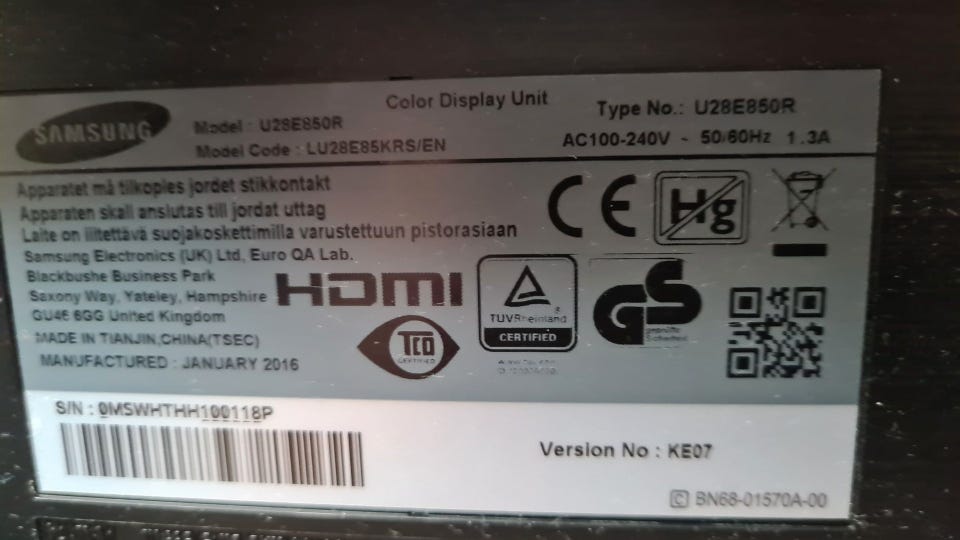 SAMSUNG
Color Display Unit
Model : U28E850R
Type No.: U28E850R
Model Code : LU28E85KRS/EN
AC100-240V ~ 50/60Hz 1.3A
Apparatet må tilkoples jordet stikkontakt
Apparaten skall anslutas till jordat uttag
Laite on liitettävä suojakoskettimilla varustettuun pistorasiaan
Samsung Electronics (UK) Ltd, Euro QA Lab.
Blackbushe Business Park
Saxony Way, Yateley, Hampshire
GU46 6GG United Kingdom
MADE IN TIANJIN,CHINA(TSEC)
MANUFACTURED : JANUARY 2016
CE
Hg
HDMI
TCO
CERTIFIED
TÜVRheinland
CERTIFIED
GS
geprüfte
Sicherheit
S/N : 0MSWHTHH100118P
Version No : KE07
C BN68-01570A-00